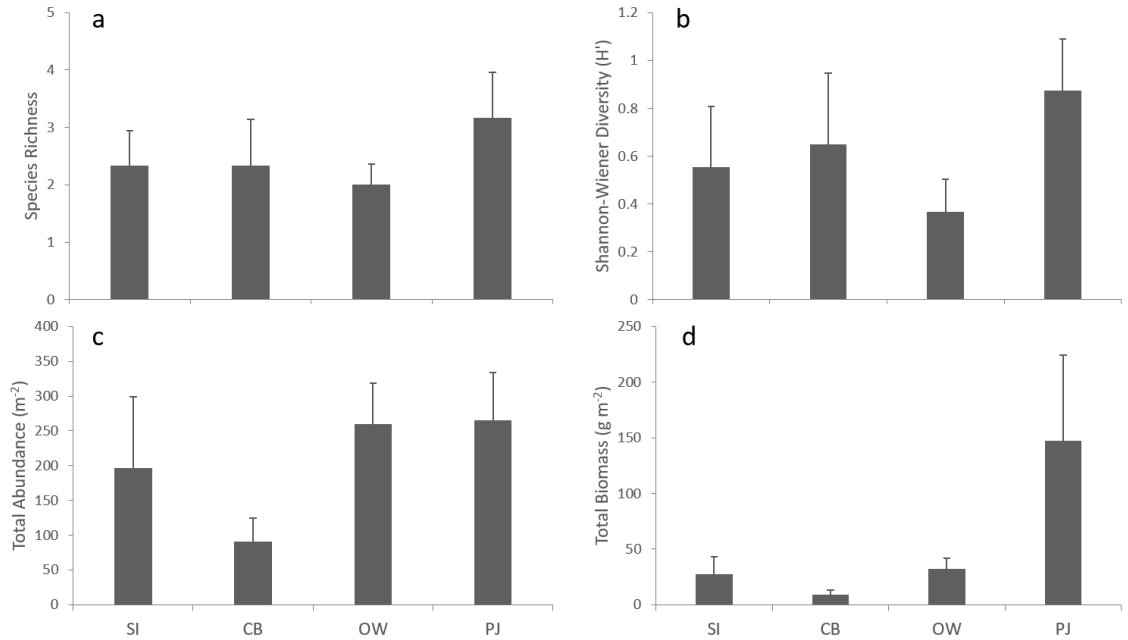 a
5
4
3
2
1
0
Species Richness
b
1.2
1
0.8
0.6
0.4
0.2
0
Shannon-Wiener Diversity (H')
c
400
350
300
250
200
150
100
50
0
Total Abundance (m⁻²)
SI CB OW PJ
d
250
200
150
100
50
0
Total Biomass (g m⁻²)
SI CB OW PJ